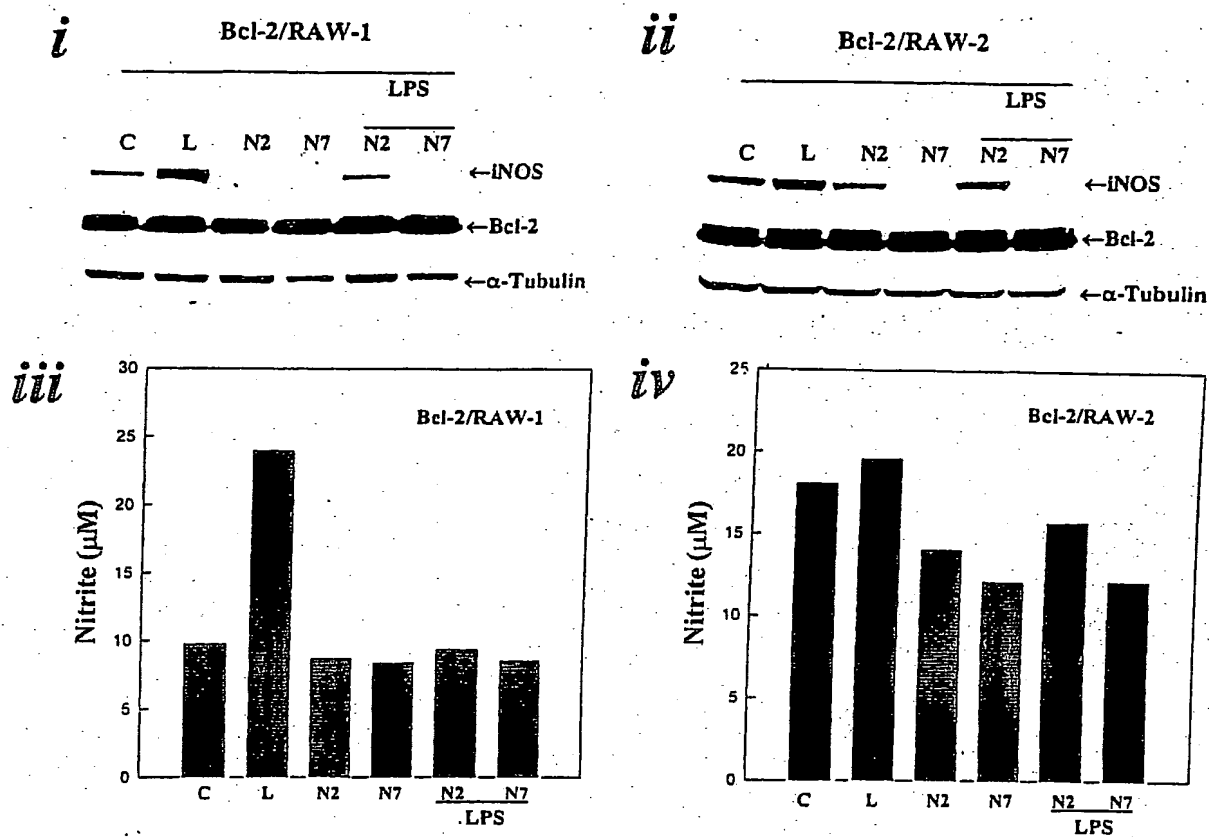 i
Bcl-2/RAW-1
LPS
C L N2 N7 N2 N7
←iNOS
←Bcl-2
←α-Tubulin
ii
Bcl-2/RAW-2
LPS
C L N2 N7 N2 N7
←iNOS
←Bcl-2
←α-Tubulin
iii
Bcl-2/RAW-1
Nitrite (μM)
30
25
20
15
10
5
0
C L N2 N7 N2 N7
LPS
iv
Bcl-2/RAW-2
Nitrite (μM)
25
20
15
10
5
0
C L N2 N7 N2 N7
LPS